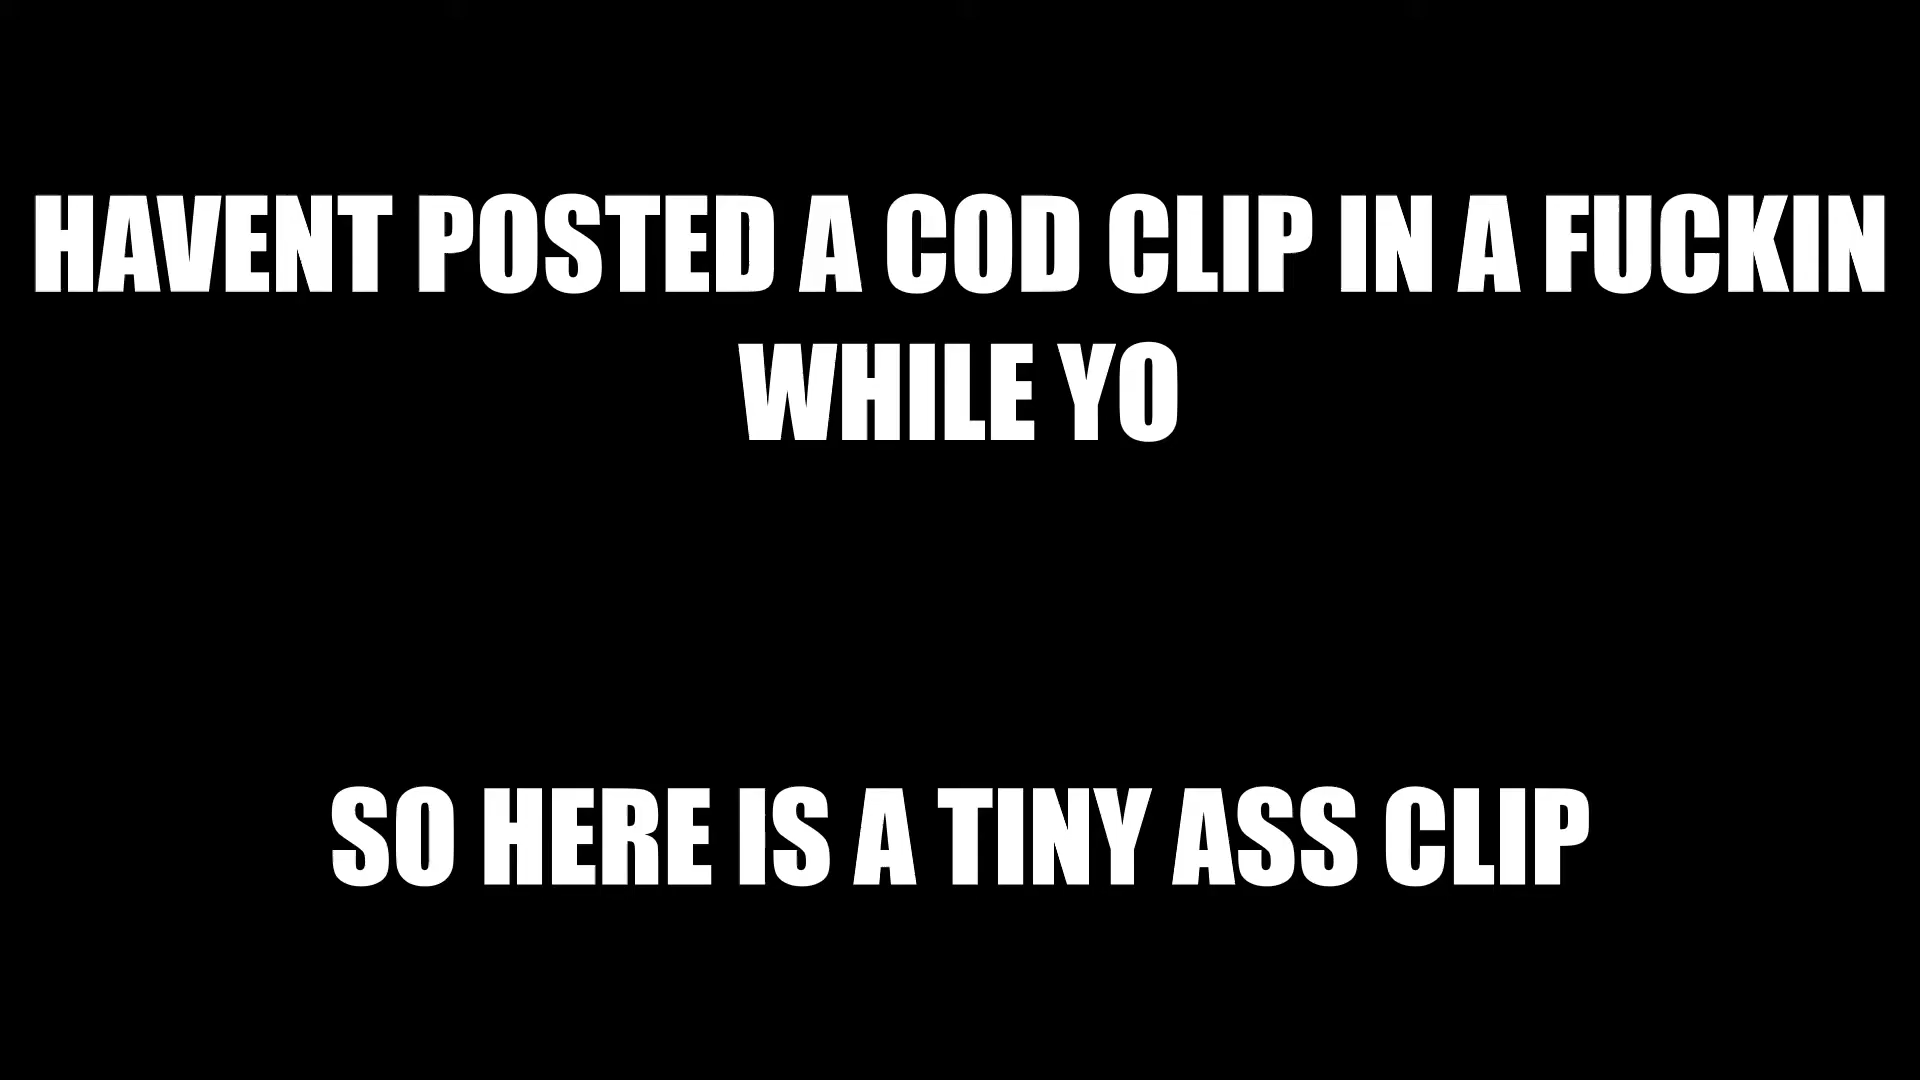 HAVENT POSTED A COD CLIP IN A FUCKIN
WHILE YO
SO HERE IS A TINY ASS CLIP